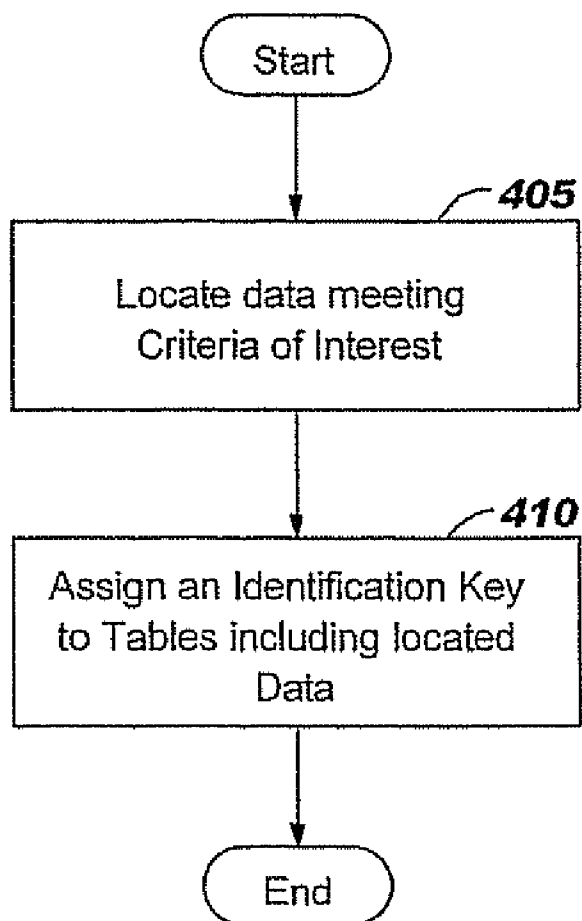 Start
405
Locate data meeting
Criteria of Interest
410
Assign an Identification Key
to Tables including located
Data
End